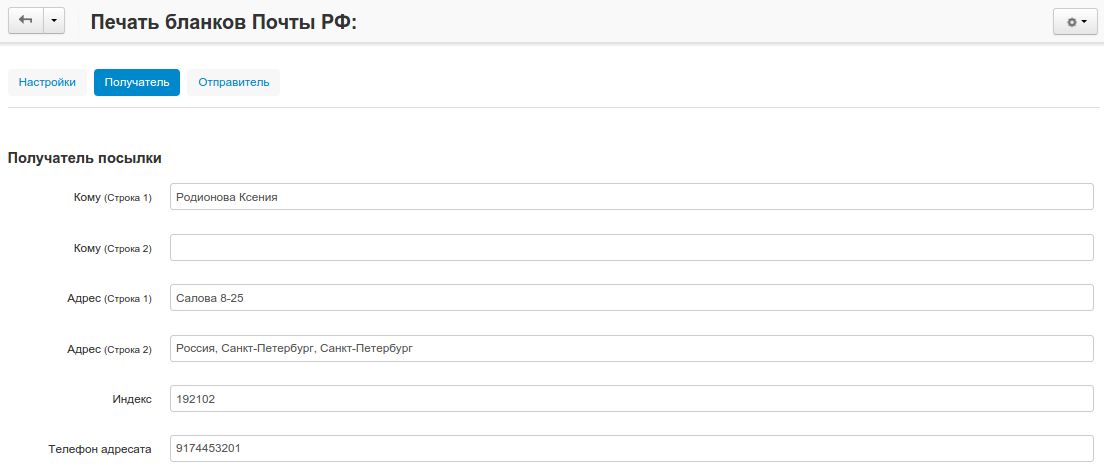 Печать бланков Почты РФ:
Настройки Получатель Отправитель
Получатель посылки
Кому (Строка 1) Родионова Ксения
Кому (Строка 2)
Адрес (Строка 1) Салова 8-25
Адрес (Строка 2) Россия, Санкт-Петербург, Санкт-Петербург
Индекс 192102
Телефон адресата 9174453201